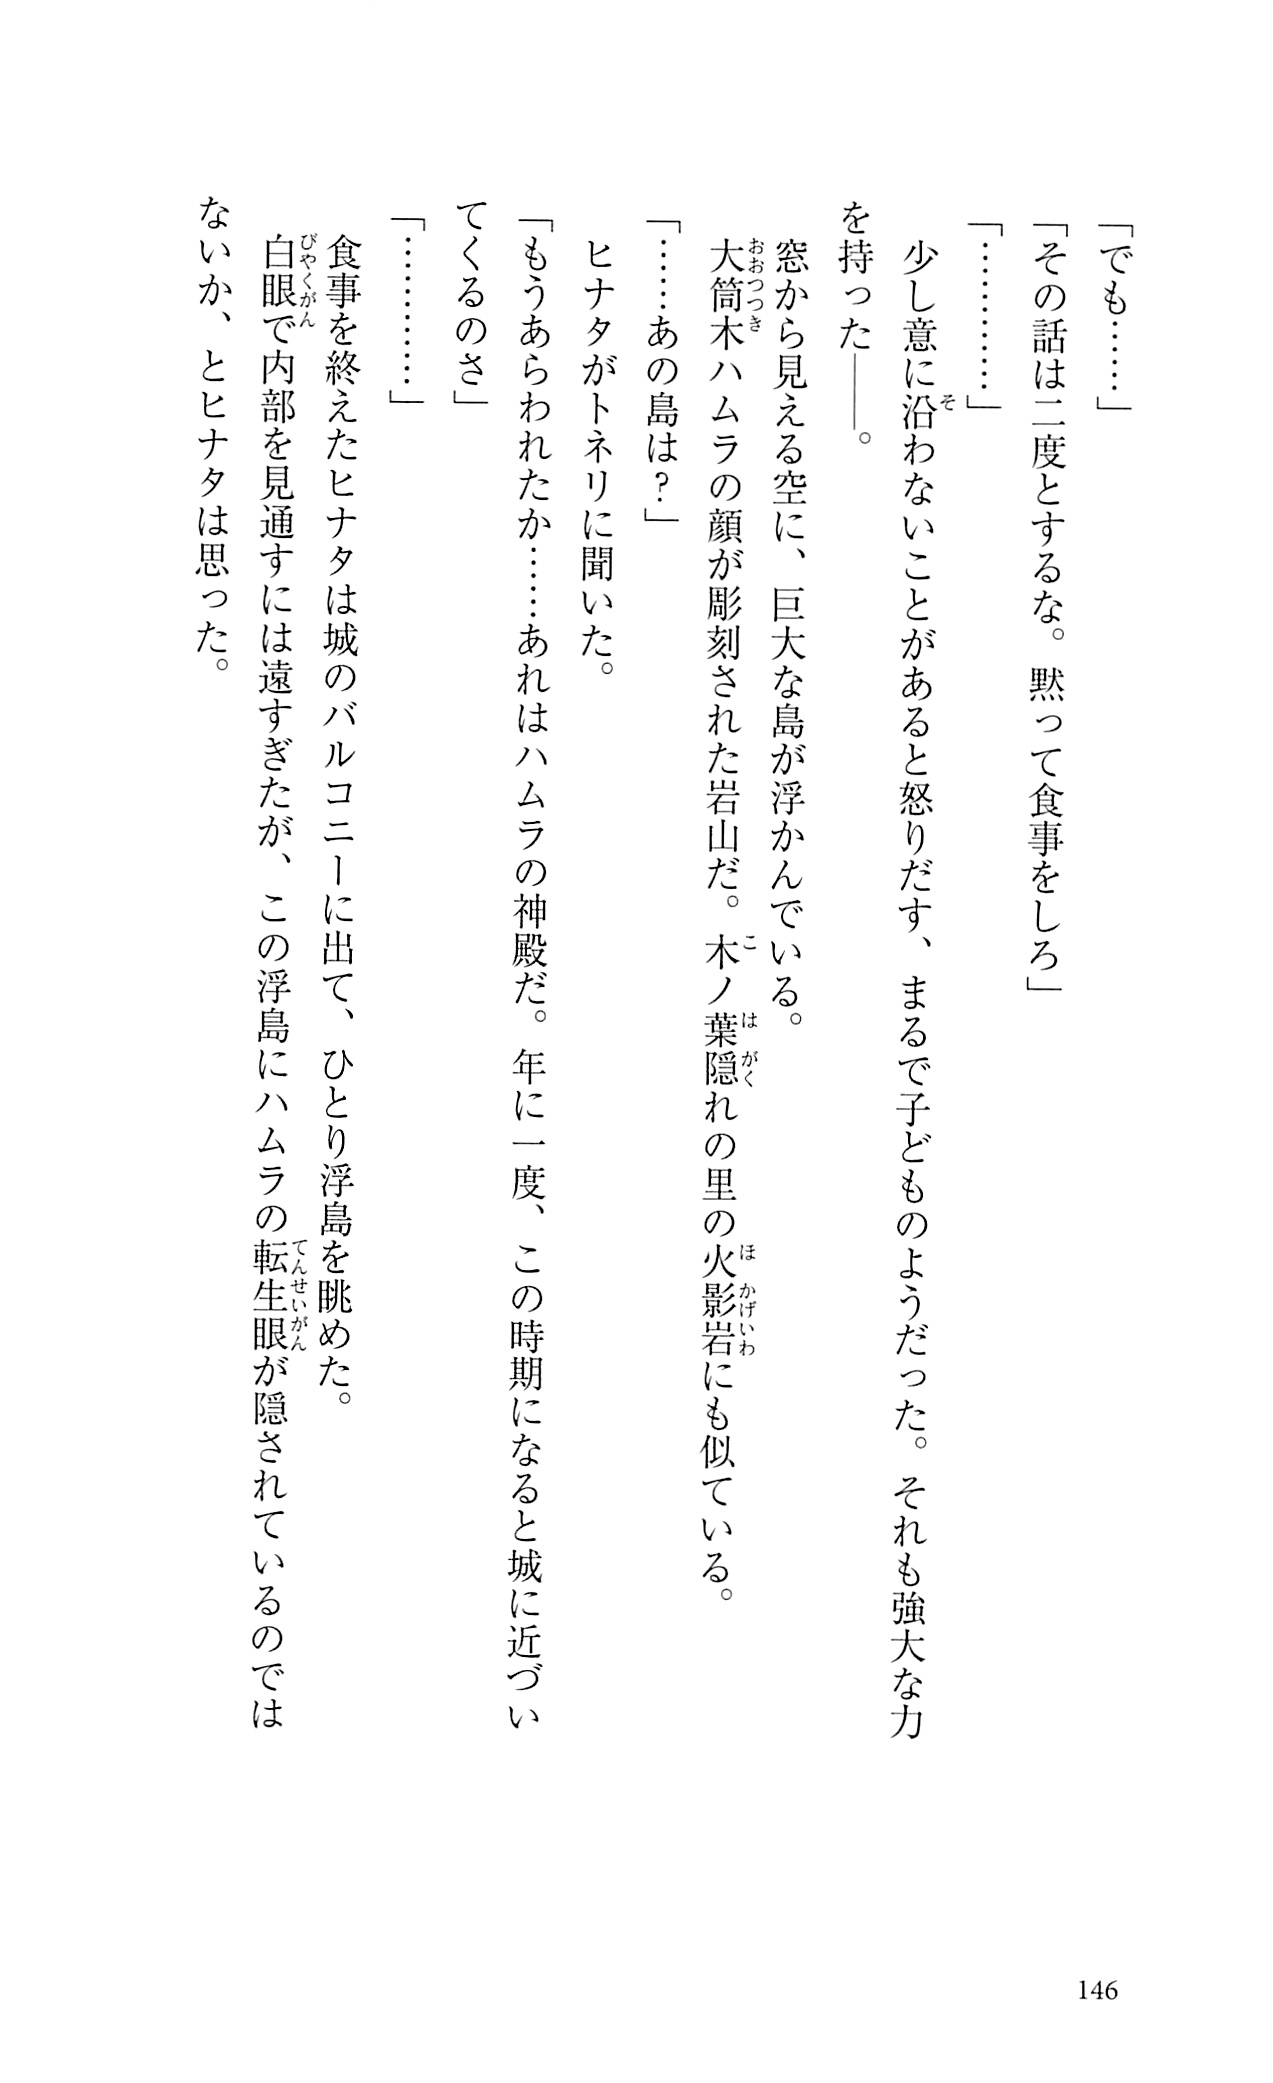 「でも……」
「その話は二度とするな。黙って食事をしろ」
「…………」
　少し意に沿わないことがあると怒りだす、まるで子どものようだった。それも強大な力
を持った――。
　窓から見える空に、巨大な島が浮かんでいる。
　大筒木ハムラの顔が彫刻された岩山だ。木ノ葉隠れの里の火影岩にも似ている。
「……あの島は？」
　ヒナタがトネリに聞いた。
「もうあらわれたか……あれはハムラの神殿だ。年に一度、この時期になると城に近づい
てくるのさ」
「…………」
　食事を終えたヒナタは城のバルコニーに出て、ひとり浮島を眺めた。
　白眼で内部を見通すには遠すぎたが、この浮島にハムラの転生眼が隠されているのでは
ないか、とヒナタは思った。
146